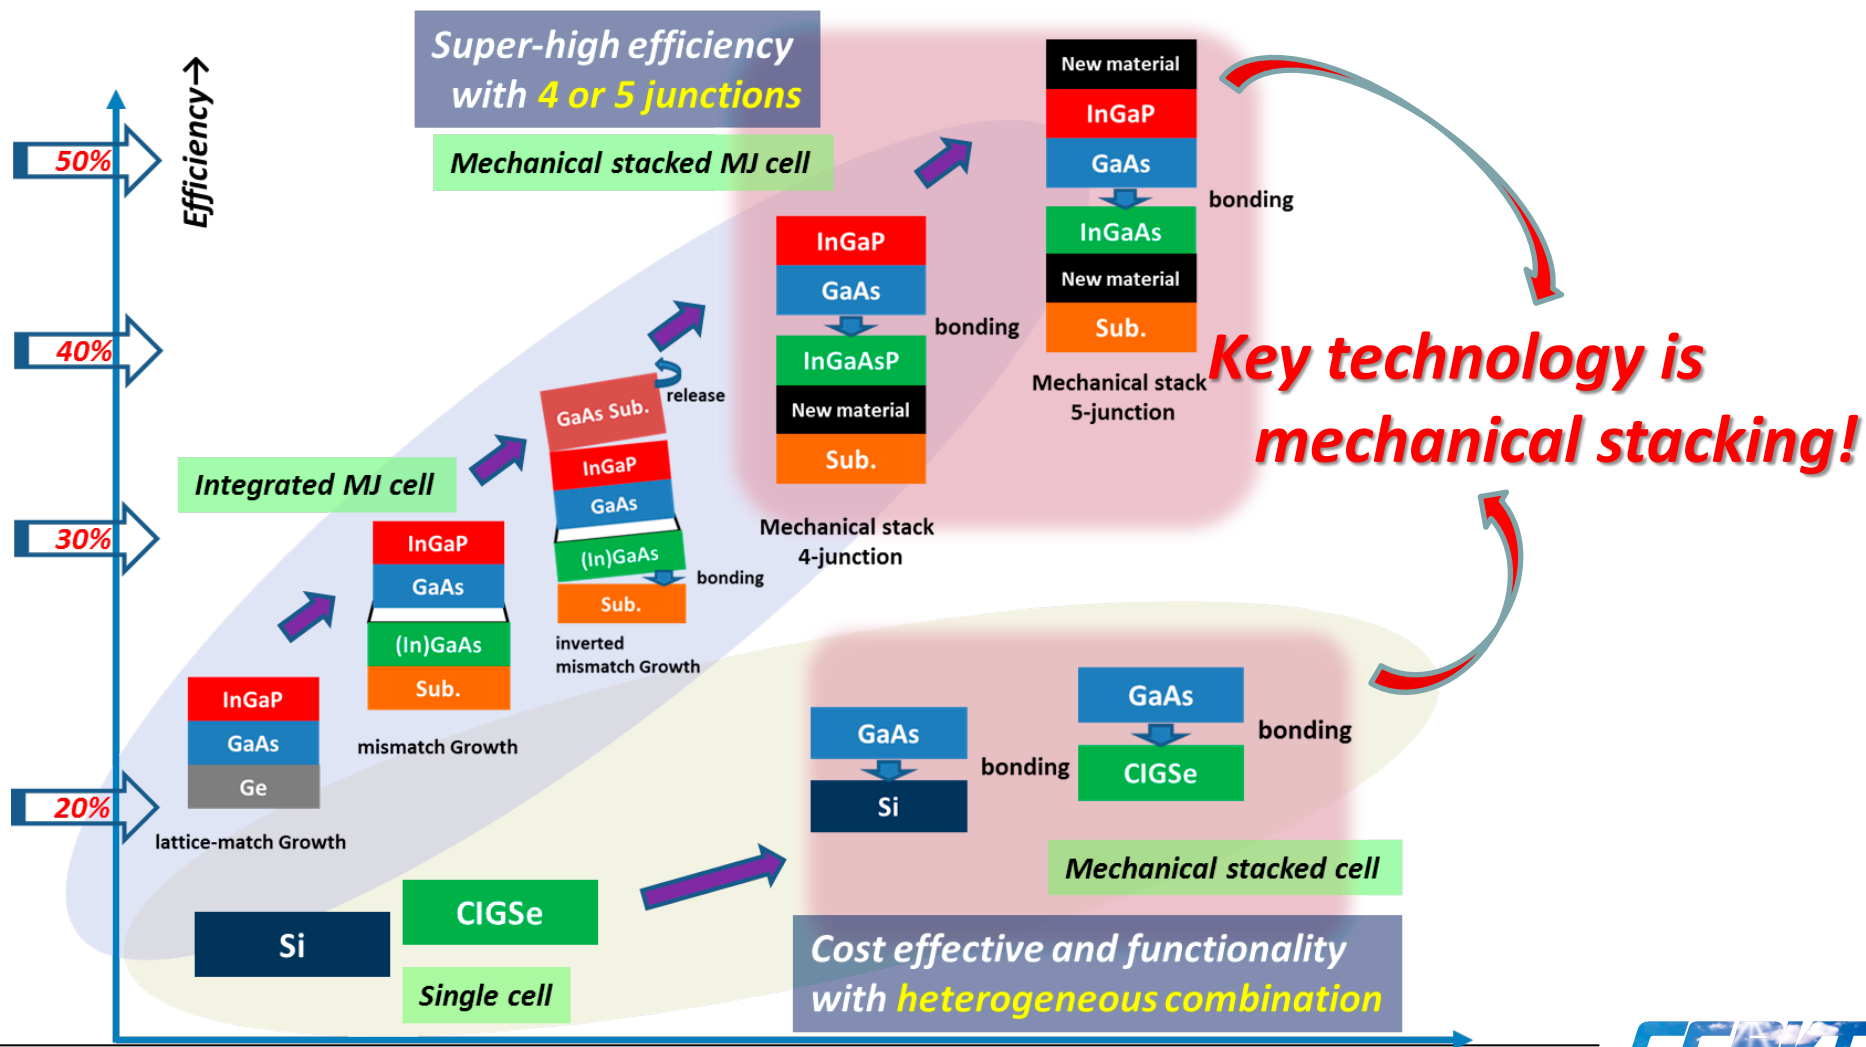 Super-high efficiency
with 4 or 5 junctions
Mechanical stacked MJ cell
Efficiency→
50%
40%
30%
20%
New material
InGaP
GaAs
bonding
InGaAs
New material
Sub.
Mechanical stack
5-junction
InGaP
GaAs
bonding
InGaAsP
New material
Sub.
Mechanical stack
4-junction
Key technology is
mechanical stacking!
release
GaAs Sub.
InGaP
GaAs
(In)GaAs
bonding
Sub.
inverted
mismatch Growth
Integrated MJ cell
InGaP
GaAs
(In)GaAs
Sub.
mismatch Growth
InGaP
GaAs
Ge
lattice-match Growth
GaAs
bonding
Si
GaAs
bonding
CIGSe
Mechanical stacked cell
Si
CIGSe
Single cell
Cost effective and functionality
with heterogeneous combination